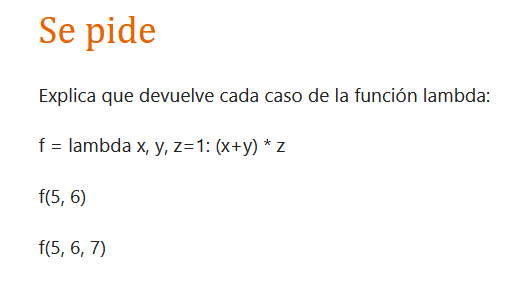 Se pide
Explica que devuelve cada caso de la función lambda:
f = lambda x, y, z=1: (x+y) * z
f(5, 6)
f(5, 6, 7)